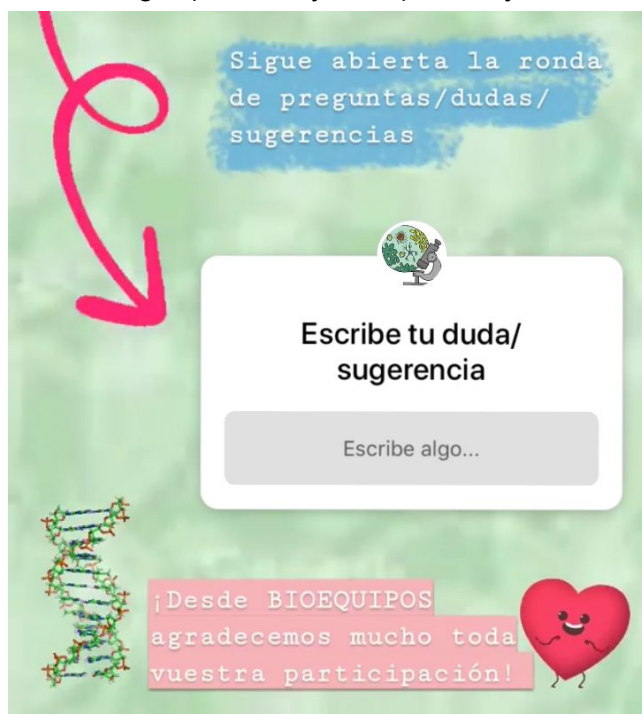 Sigue abierta la ronda
de preguntas/dudas/
sugerencias
Escribe tu duda/
sugerencia
Escribe algo...
¡Desde BIOEQUIPOS
agradecemos mucho toda
vuestra participación!